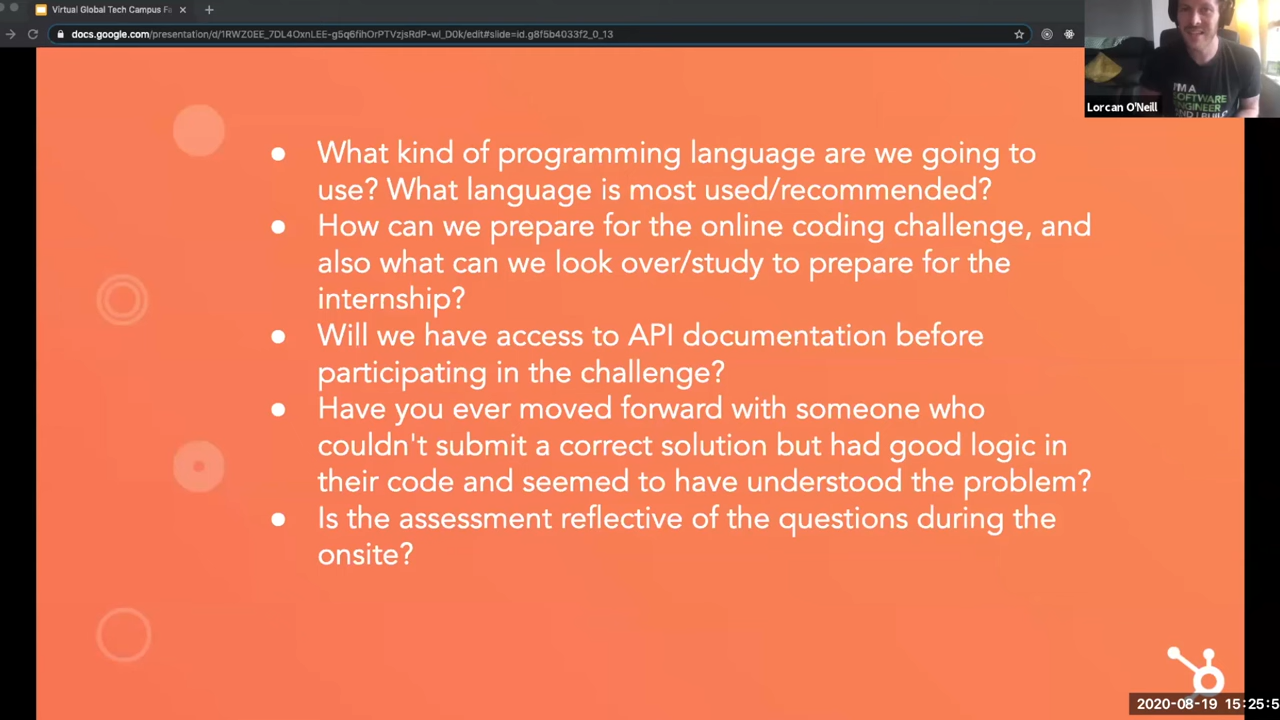 Virtual Global Tech Campus Fa
docs.google.com/presentation/d/1RWZ0EE_7DL4OxnLEE-g5q6fihOrPTVzjsRdP-wl_D0k/edit#slide=id.g8f5b4033f2_0_13
I'M A
SOFTWARE
ENGINEER
AND I BUILT
Lorcan O'Neill
What kind of programming language are we going to
use? What language is most used/recommended?
How can we prepare for the online coding challenge, and
also what can we look over/study to prepare for the
internship?
Will we have access to API documentation before
participating in the challenge?
Have you ever moved forward with someone who
couldn't submit a correct solution but had good logic in
their code and seemed to have understood the problem?
Is the assessment reflective of the questions during the
onsite?
2020-08-19 15:25:5